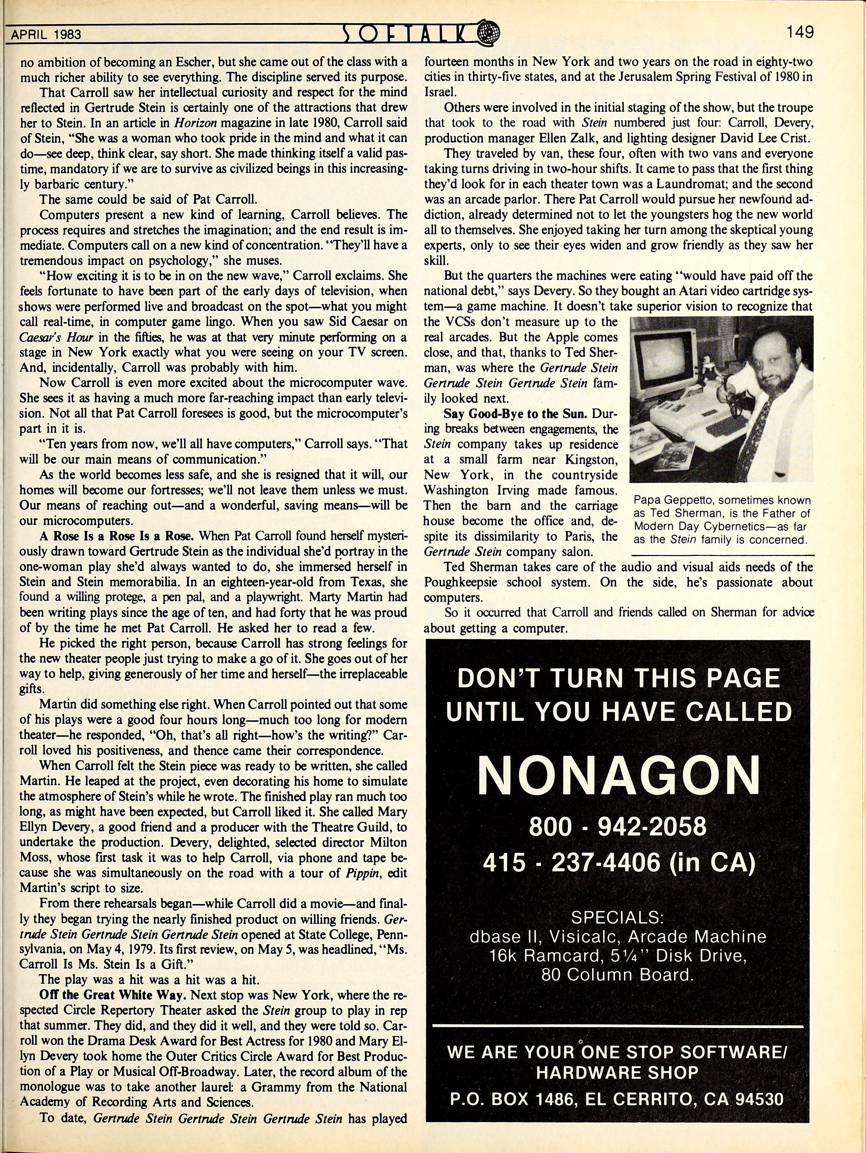 APRIL 1983
SOFTALK
149
no ambition of becoming an Escher, but she came out of the class with a
much richer ability to see everything. The discipline served its purpose.
That Carroll saw her intellectual curiosity and respect for the mind
reflected in Gertrude Stein is certainly one of the attractions that drew
her to Stein. In an article in Horizon magazine in late 1980, Carroll said
of Stein, “She was a woman who took pride in the mind and what it can
do—see deep, think clear, say short. She made thinking itself a valid pas-
time, mandatory if we are to survive as civilized beings in this increasing-
ly barbaric century.”
The same could be said of Pat Carroll.
Computers present a new kind of learning, Carroll believes. The
process requires and stretches the imagination; and the end result is im-
mediate. Computers call on a new kind of concentration. “They’ll have a
tremendous impact on psychology,” she muses.
“How exciting it is to be in on the new wave,” Carroll exclaims. She
feels fortunate to have been part of the early days of television, when
shows were performed live and broadcast on the spot—what you might
call real-time, in computer game lingo. When you saw Sid Caesar on
Caesar’s Hour in the fifties, he was at that very minute performing on a
stage in New York exactly what you were seeing on your TV screen.
And, incidentally, Carroll was probably with him.
Now Carroll is even more excited about the microcomputer wave.
She sees it as having a much more far-reaching impact than early televi-
sion. Not all that Pat Carroll foresees is good, but the microcomputer’s
part in it is.
“Ten years from now, we’ll all have computers,” Carroll says. “That
will be our main means of communication.”
As the world becomes less safe, and she is resigned that it will, our
homes will become our fortresses; we’ll not leave them unless we must.
Our means of reaching out—and a wonderful, saving means—will be
our microcomputers.
A Rose Is a Rose Is a Rose. When Pat Carroll found herself mysteri-
ously drawn toward Gertrude Stein as the individual she’d portray in the
one-woman play she’d always wanted to do, she immersed herself in
Stein and Stein memorabilia. In an eighteen-year-old from Texas, she
found a willing protege, a pen pal, and a playwright. Marty Martin had
been writing plays since the age of ten, and had forty that he was proud
of by the time he met Pat Carroll. He asked her to read a few.
He picked the right person, because Carroll has strong feelings for
the new theater people just trying to make a go of it. She goes out of her
way to help, giving generously of her time and herself—the irreplaceable
gifts.
Martin did something else right. When Carroll pointed out that some
of his plays were a good four hours long—much too long for modern
theater—he responded, “Oh, that’s all right—how’s the writing?” Car-
roll loved his positiveness, and thence came their correspondence.
When Carroll felt the Stein piece was ready to be written, she called
Martin. He leaped at the project, even decorating his home to simulate
the atmosphere of Stein’s while he wrote. The finished play ran much too
long, as might have been expected, but Carroll liked it. She called Mary
Ellyn Devery, a good friend and a producer with the Theatre Guild, to
undertake the production. Devery, delighted, selected director Milton
Moss, whose first task it was to help Carroll, via phone and tape be-
cause she was simultaneously on the road with a tour of Pippin, edit
Martin’s script to size.
From there rehearsals began—while Carroll did a movie—and final-
ly they began trying the nearly finished product on willing friends. Ger-
trude Stein Gertrude Stein Gertrude Stein opened at State College, Penn-
sylvania, on May 4, 1979. Its first review, on May 5, was headlined, “Ms.
Carroll Is Ms. Stein Is a Gift.”
The play was a hit was a hit was a hit.
Off the Great White Way. Next stop was New York, where the re-
spected Circle Repertory Theater asked the Stein group to play in rep
that summer. They did, and they did it well, and they were told so. Car-
roll won the Drama Desk Award for Best Actress for 1980 and Mary El-
lyn Devery took home the Outer Critics Circle Award for Best Produc-
tion of a Play or Musical Off-Broadway. Later, the record album of the
monologue was to take another laurel: a Grammy from the National
Academy of Recording Arts and Sciences.
To date, Gertrude Stein Gertrude Stein Gertrude Stein has played
fourteen months in New York and two years on the road in eighty-two
cities in thirty-five states, and at the Jerusalem Spring Festival of 1980 in
Israel.
Others were involved in the initial staging of the show, but the troupe
that took to the road with Stein numbered just four: Carroll, Devery,
production manager Ellen Zalk, and lighting designer David Lee Crist.
They traveled by van, these four, often with two vans and everyone
taking turns driving in two-hour shifts. It came to pass that the first thing
they’d look for in each theater town was a Laundromat; and the second
was an arcade parlor. There Pat Carroll would pursue her newfound ad-
diction, already determined not to let the youngsters hog the new world
all to themselves. She enjoyed taking her turn among the skeptical young
experts, only to see their eyes widen and grow friendly as they saw her
skill.
But the quarters the machines were eating “would have paid off the
national debt,” says Devery. So they bought an Atari video cartridge sys-
tem—a game machine. It doesn’t take superior vision to recognize that
the VCSs don’t measure up to the
real arcades. But the Apple comes
close, and that, thanks to Ted Sher-
man, was where the Gertrude Stein
Gertrude Stein Gertrude Stein fam-
ily looked next.
Say Good-Bye to the Sun. Dur-
ing breaks between engagements, the
Stein company takes up residence
at a small farm near Kingston,
New York, in the countryside
Washington Irving made famous.
Then the barn and the carriage
house become the office and, de-
spite its dissimilarity to Paris, the
Gertrude Stein company salon.
Papa Geppetto, sometimes known
as Ted Sherman, is the Father of
Modern Day Cybernetics—as far
as the Stein family is concerned.
Ted Sherman takes care of the audio and visual aids needs of the
Poughkeepsie school system. On the side, he’s passionate about
computers.
So it occurred that Carroll and friends called on Sherman for advice
about getting a computer.
DON’T TURN THIS PAGE
UNTIL YOU HAVE CALLED
NONAGON
800 - 942-2058
415 - 237-4406 (in CA)
SPECIALS:
dbase II, Visicalc, Arcade Machine
16k Ramcard, 5¼’’ Disk Drive,
80 Column Board.
WE ARE YOUR ONE STOP SOFTWARE/
HARDWARE SHOP
P.O. BOX 1486, EL CERRITO, CA 94530